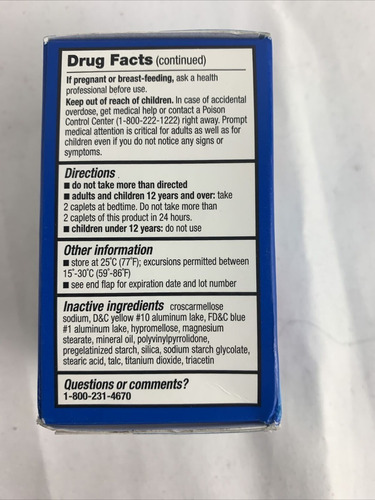 Drug Facts (continued)
If pregnant or breast-feeding, ask a health
professional before use.
Keep out of reach of children. In case of accidental
overdose, get medical help or contact a Poison
Control Center (1-800-222-1222) right away. Prompt
medical attention is critical for adults as well as for
children even if you do not notice any signs or
symptoms.
Directions
■ do not take more than directed
■ adults and children 12 years and over: take
2 caplets at bedtime. Do not take more than
2 caplets of this product in 24 hours.
■ children under 12 years: do not use
Other information
■ store at 25˚C (77˚F); excursions permitted between
15˚-30˚C (59˚-86˚F)
■ see end flap for expiration date and lot number
Inactive ingredients croscarmellose
sodium, D&C yellow #10 aluminum lake, FD&C blue
#1 aluminum lake, hypromellose, magnesium
stearate, mineral oil, polyvinylpyrrolidone,
pregelatinized starch, silica, sodium starch glycolate,
stearic acid, talc, titanium dioxide, triacetin
Questions or comments?
1-800-231-4670